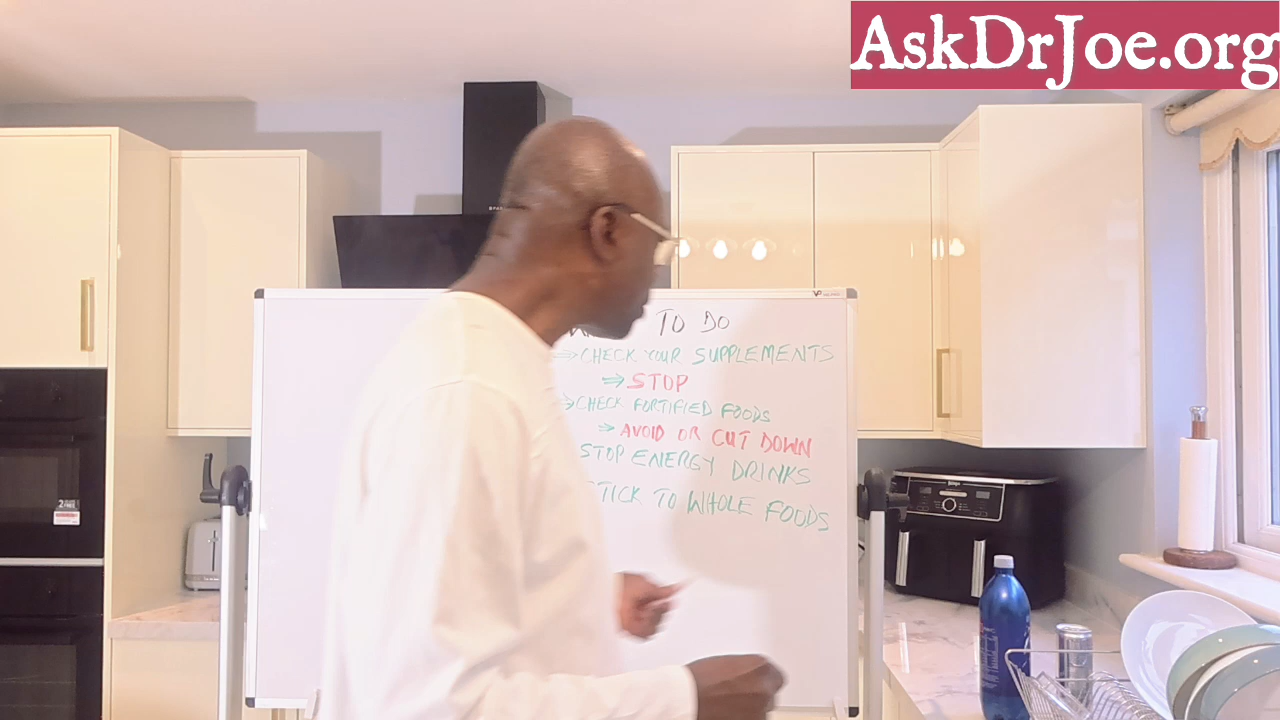 AskDrJoe.org
TO DO
⇒CHECK YOUR SUPPLEMENTS
⇒STOP
⇒CHECK FORTIFIED FOODS
⇒AVOID OR CUT DOWN
STOP ENERGY DRINKS
TICK TO WHOLE FOODS